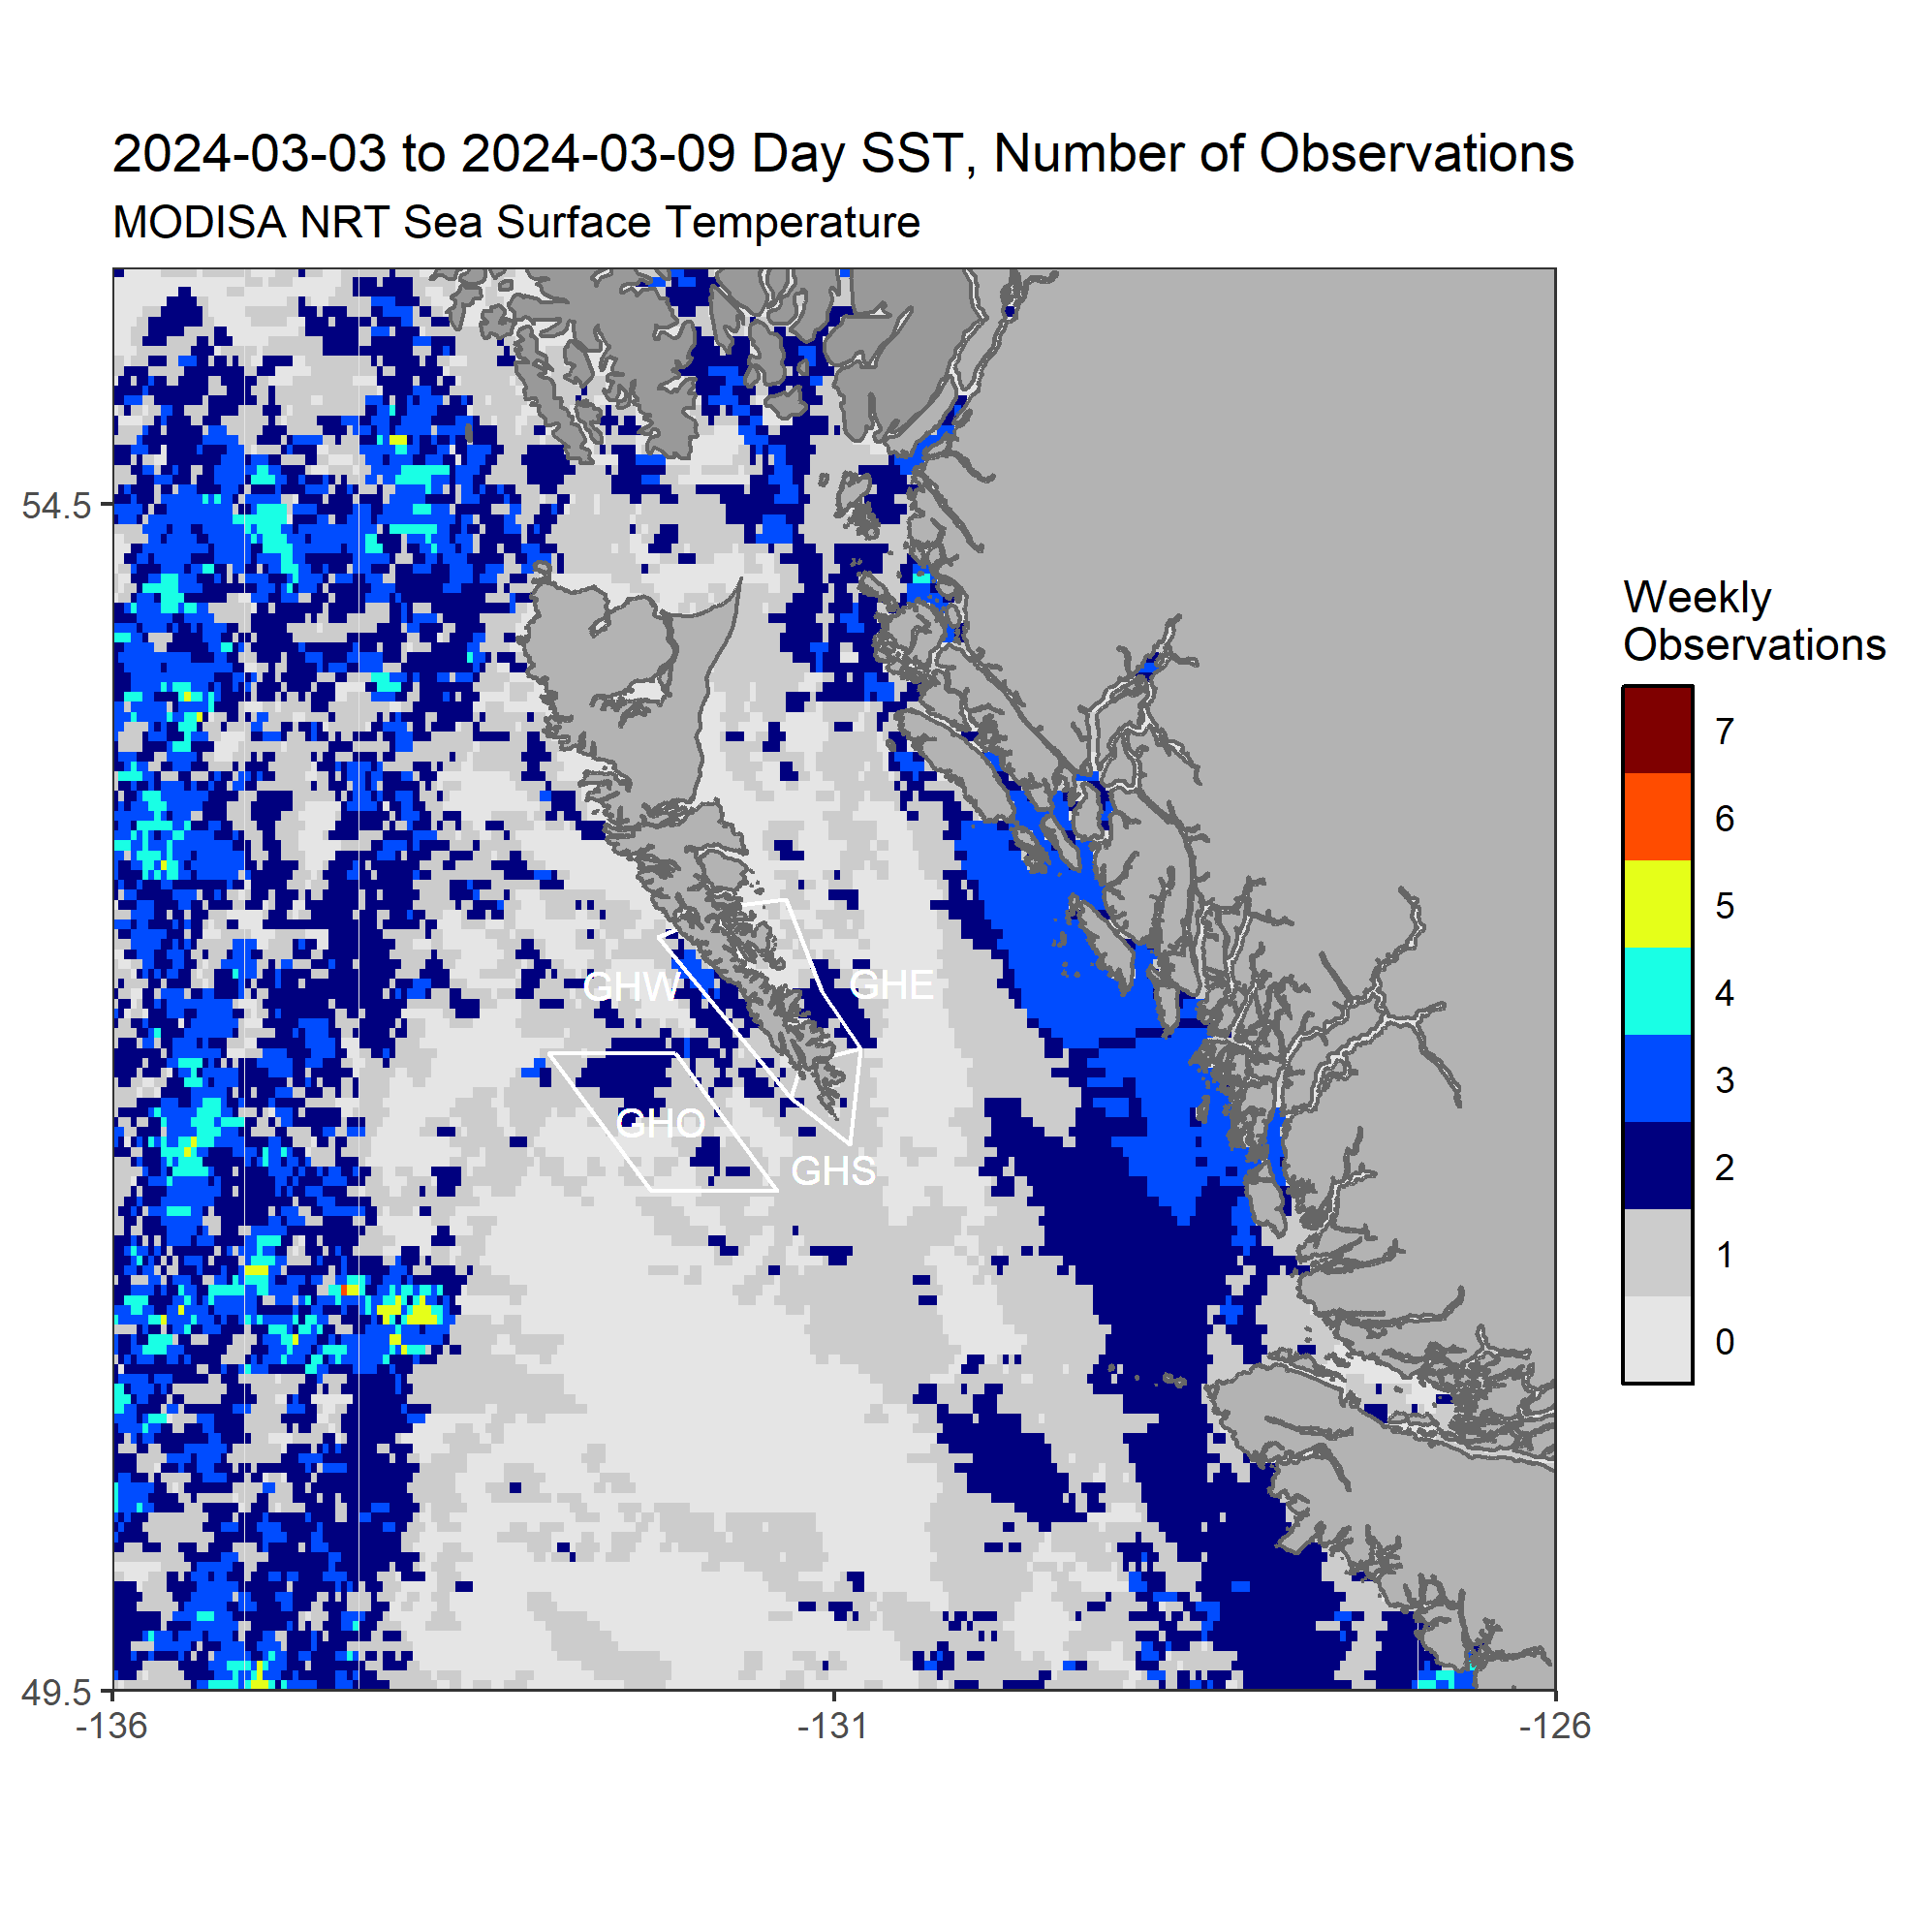 2024-03-03 to 2024-03-09 Day SST, Number of Observations
MODISA NRT Sea Surface Temperature
54.5
49.5
-136
-131
-126
GHW
GHE
GHO
GHS
Weekly
Observations
7
6
5
4
3
2
1
0